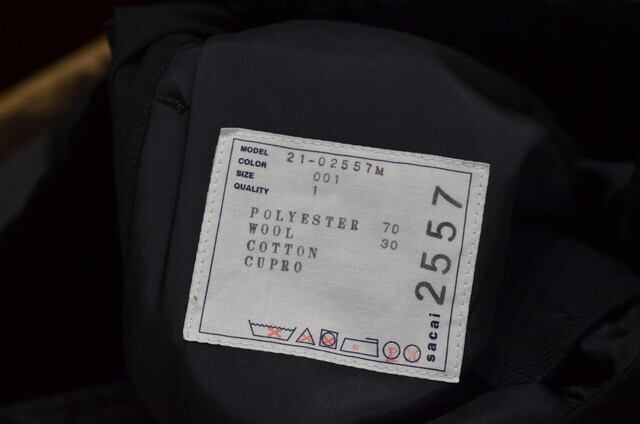 MODEL 21-02557M
COLOR 001
SIZE 1
QUALITY
POLYESTER 70
WOOL 30
COTTON
CUPRO
sacai 2557